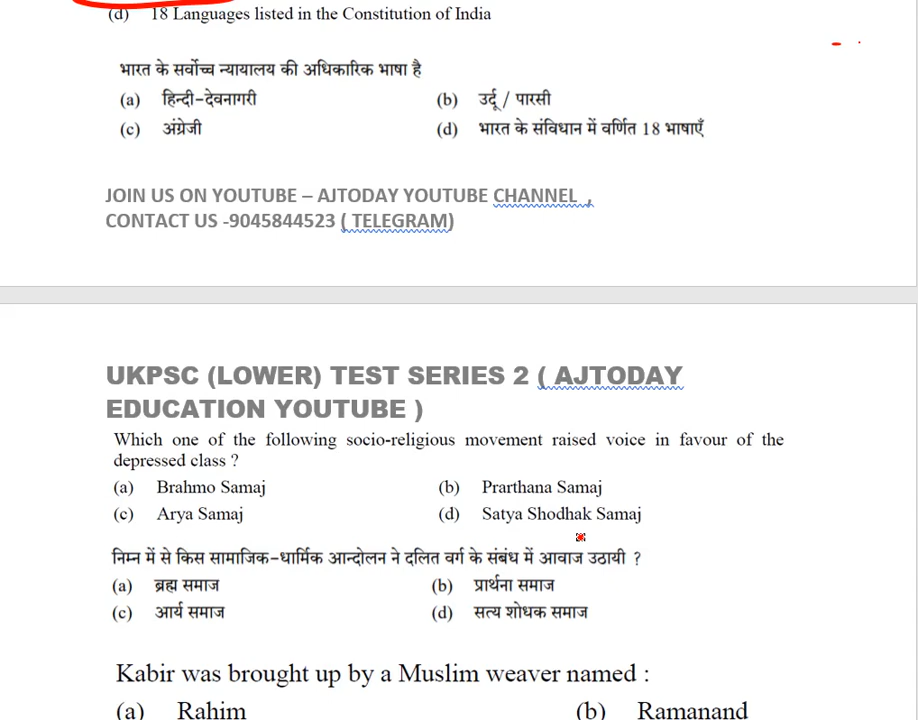 (d) 18 Languages listed in the Constitution of India
भारत के सर्वोच्च न्यायालय की अधिकारिक भाषा है
(a) हिन्दी-देवनागरी (b) उर्दू / पारसी
(c) अंग्रेजी (d) भारत के संविधान में वर्णित 18 भाषाएँ
JOIN US ON YOUTUBE – AJTODAY YOUTUBE CHANNEL ,
CONTACT US -9045844523 ( TELEGRAM)
UKPSC (LOWER) TEST SERIES 2 ( AJTODAY
EDUCATION YOUTUBE )
Which one of the following socio-religious movement raised voice in favour of the
depressed class ?
(a) Brahmo Samaj (b) Prarthana Samaj
(c) Arya Samaj (d) Satya Shodhak Samaj
निम्न में से किस सामाजिक-धार्मिक आन्दोलन ने दलित वर्ग के संबंध में आवाज उठायी ?
(a) ब्रह्म समाज (b) प्रार्थना समाज
(c) आर्य समाज (d) सत्य शोधक समाज
Kabir was brought up by a Muslim weaver named :
(a) Rahim (b) Ramanand